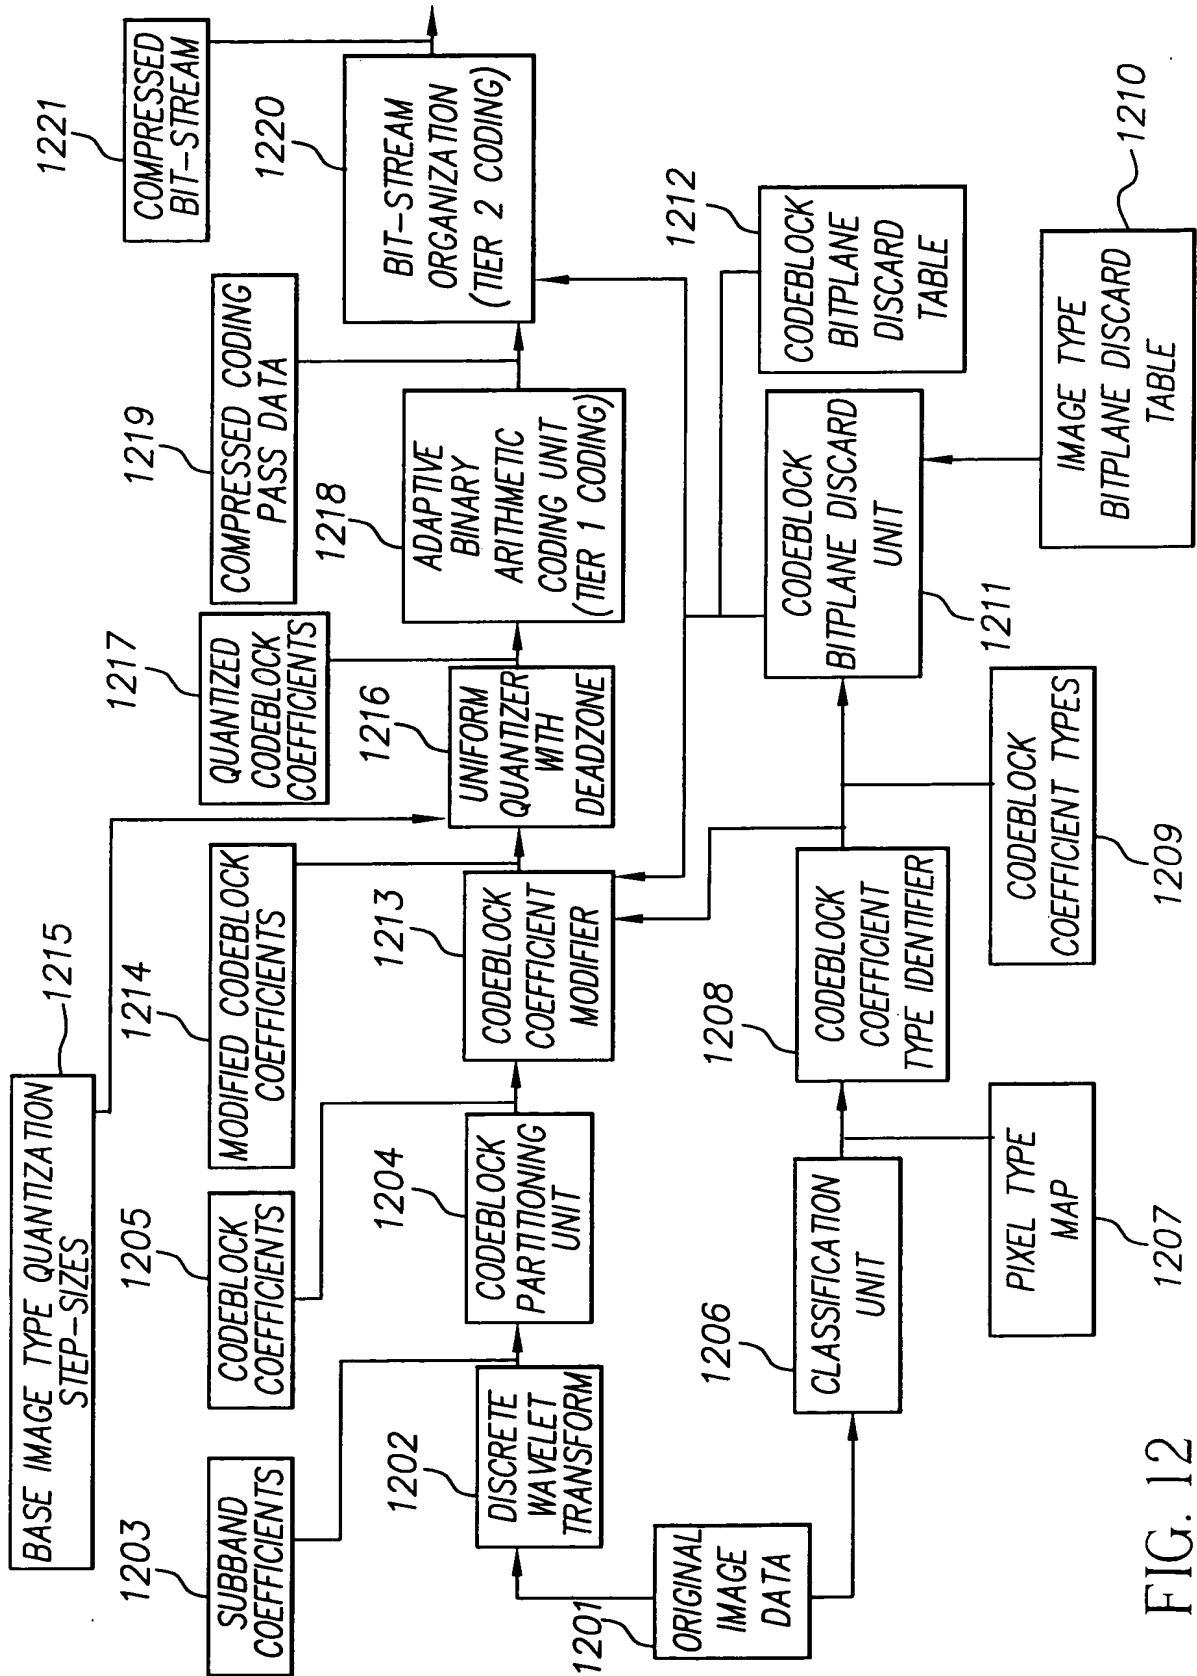 BASE IMAGE TYPE QUANTIZATION
STEP-SIZES
1215
SUBBAND
COEFFICIENTS
1203
CODEBLOCK
COEFFICIENTS
1205
MODIFIED CODEBLOCK
COEFFICIENTS
1214
QUANTIZED
CODEBLOCK
COEFFICIENTS
1217
COMPRESSED CODING
PASS DATA
1219
COMPRESSED
BIT-STREAM
1221
ORIGINAL
IMAGE
DATA
1201
DISCRETE
WAVELET
TRANSFORM
1202
CODEBLOCK
PARTITIONING
UNIT
1204
CODEBLOCK
COEFFICIENT
MODIFIER
1213
UNIFORM
QUANTIZER
WITH
DEADZONE
1216
ADAPTIVE
BINARY
ARITHMETIC
CODING UNIT
(TIER 1 CODING)
1218
BIT-STREAM
ORGANIZATION
(TIER 2 CODING)
1220
CLASSIFICATION
UNIT
1206
PIXEL TYPE
MAP
1207
CODEBLOCK
COEFFICIENT
TYPE IDENTIFIER
1208
CODEBLOCK
COEFFICIENT TYPES
1209
CODEBLOCK
BITPLANE DISCARD
UNIT
1211
CODEBLOCK
BITPLANE
DISCARD
TABLE
1212
IMAGE TYPE
BITPLANE DISCARD
TABLE
1210
FIG. 12